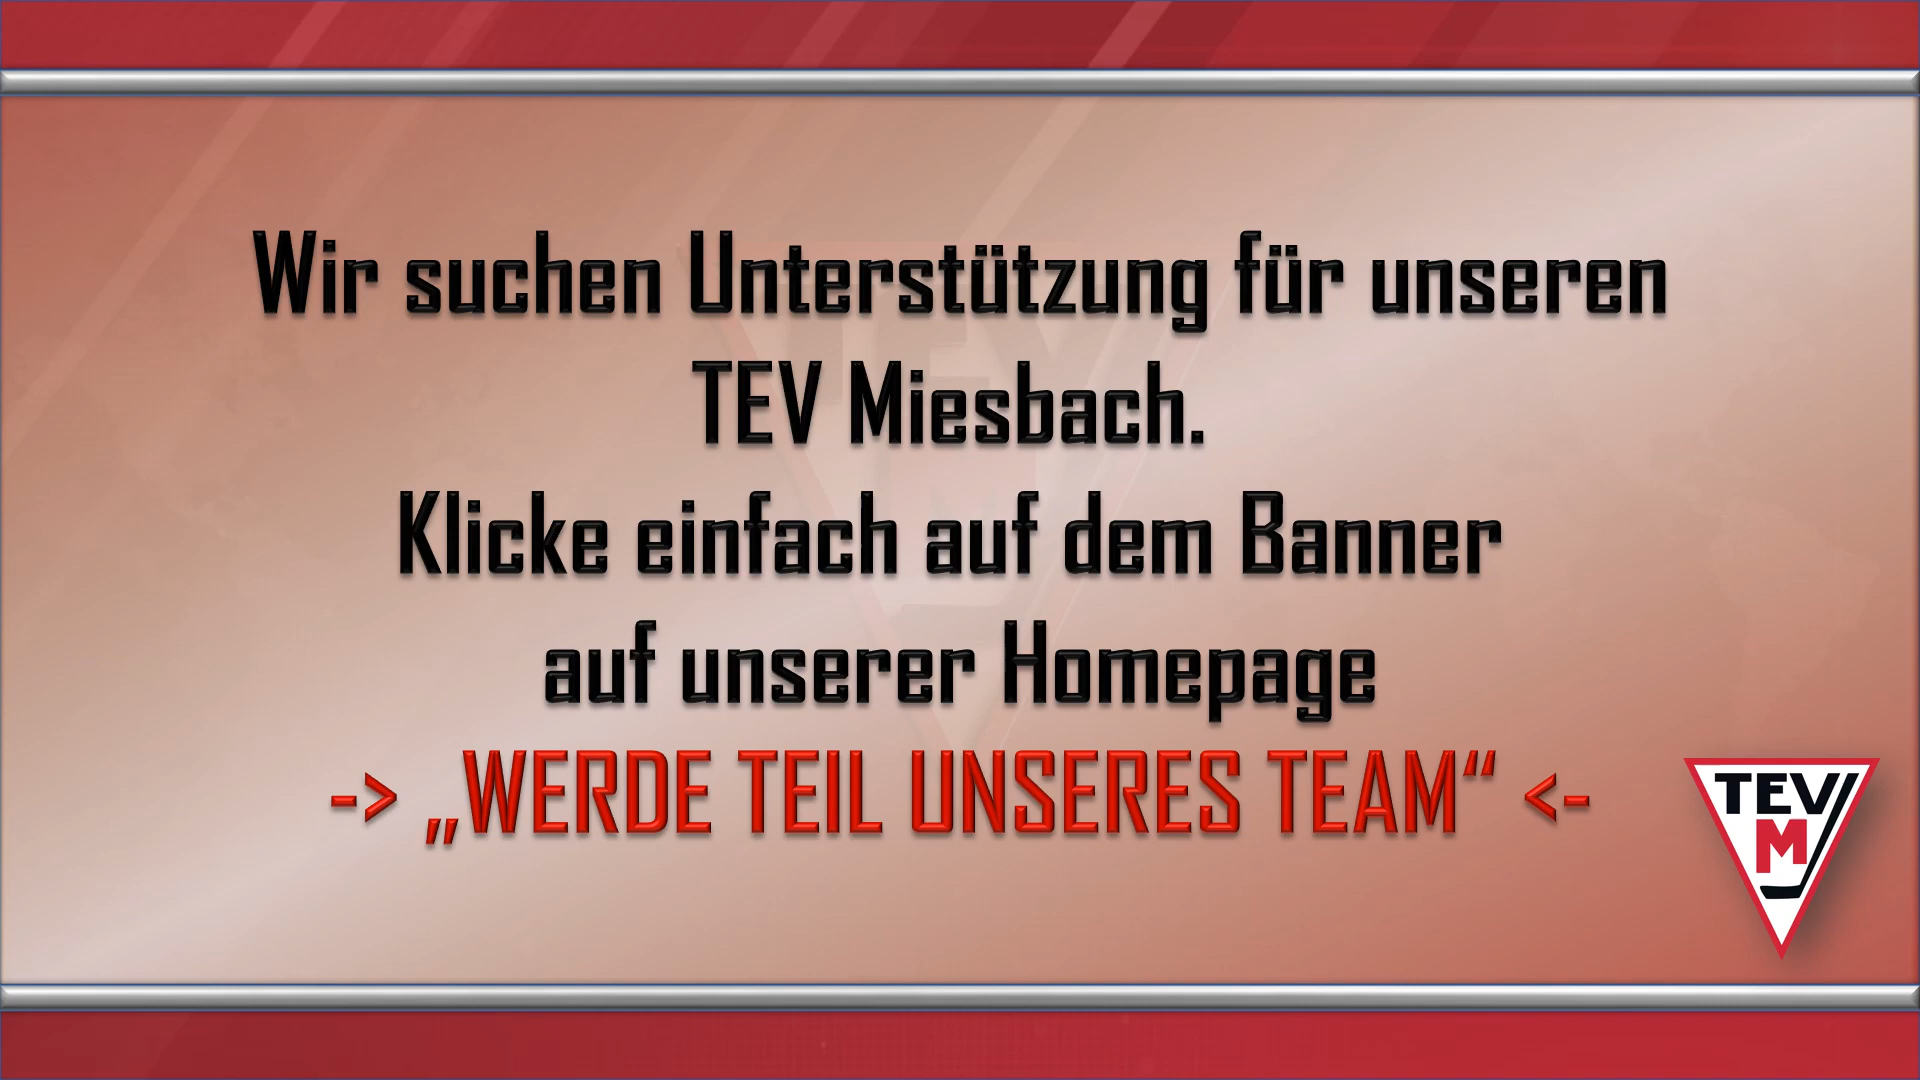 Wir suchen Unterstützung für unseren
TEV Miesbach.
Klicke einfach auf dem Banner
auf unserer Homepage
-> „WERDE TEIL UNSERES TEAM“ <-
TEV
M